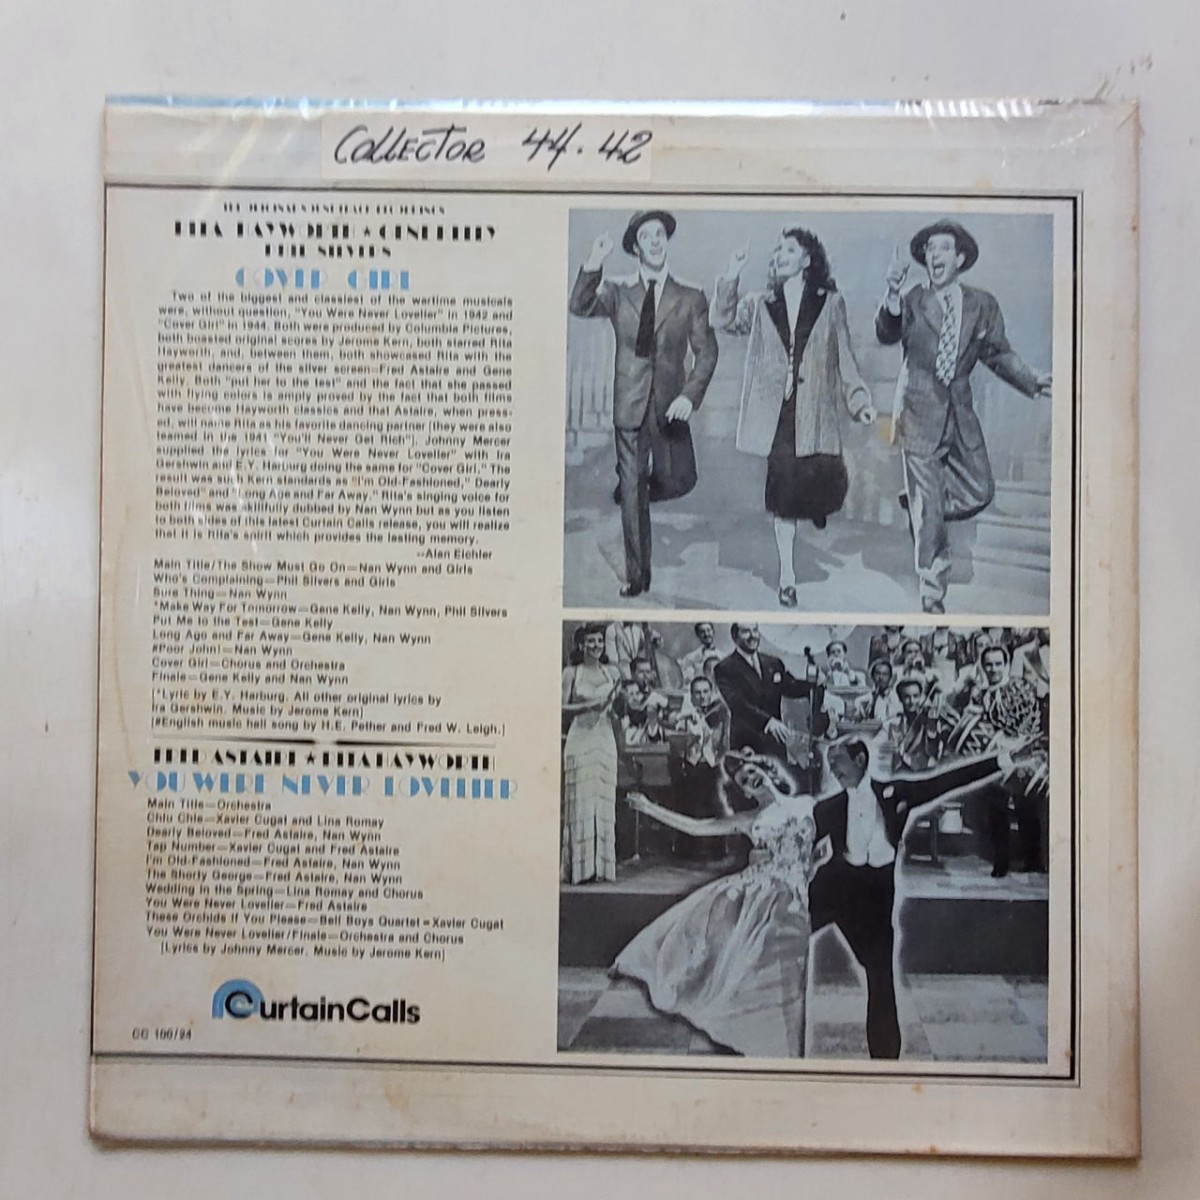 COLLECTOR 44.42
THE ORIGINAL SOUNDTRACK RECORDINGS
RITA HAYWORTH ★ GENE KELLY
PHIL SILVERS
COVER GIRL
Two of the biggest and classiest of the wartime musicals
were, without question, "You Were Never Lovelier" in 1942 and
"Cover Girl" in 1944. Both were produced by Columbia Pictures,
both boasted original scores by Jerome Kern, both starred Rita
Hayworth, and, between them, both showcased Rita with the
greatest dancers of the silver screen—Fred Astaire and Gene
Kelly. Both "put her to the test" and the fact that she passed
with flying colors is amply proved by the fact that both films
have become Hayworth classics and that Astaire, when press-
ed, will name Rita as his favorite dancing partner [they were also
teamed in the 1941 "You'll Never Get Rich"]. Johnny Mercer
supplied the lyrics for "You Were Never Lovelier" with Ira
Gershwin and E.Y. Harburg doing the same for "Cover Girl." The
result was such Kern standards as "I'm Old-Fashioned," Dearly
Beloved" and "Long Ago and Far Away." Rita's singing voice for
both films was skillfully dubbed by Nan Wynn but as you listen
to both sides of this latest Curtain Calls release, you will realize
that it is Rita's spirit which provides the lasting memory.
--Alan Eichler
Main Title/The Show Must Go On—Nan Wynn and Girls
Who's Complaining—Phil Silvers and Girls
Sure Thing—Nan Wynn
*Make Way For Tomorrow—Gene Kelly, Nan Wynn, Phil Silvers
Put Me to the Test—Gene Kelly
Long Ago and Far Away—Gene Kelly, Nan Wynn
#Poor John!—Nan Wynn
Cover Girl—Chorus and Orchestra
Finale—Gene Kelly and Nan Wynn
[*Lyric by E.Y. Harburg. All other original lyrics by
Ira Gershwin. Music by Jerome Kern]
[#English music hall song by H.E. Pether and Fred W. Leigh.]
FRED ASTAIRE ★ RITA HAYWORTH
YOU WERE NEVER LOVELIER
Main Title—Orchestra
Chiu Chiu—Xavier Cugat and Lina Romay
Dearly Beloved—Fred Astaire, Nan Wynn
Tap Number—Xavier Cugat and Fred Astaire
I'm Old-Fashioned—Fred Astaire, Nan Wynn
The Shorty George—Fred Astaire, Nan Wynn
Wedding in the Spring—Lina Romay and Chorus
You Were Never Lovelier—Fred Astaire
These Orchids If You Please—Bell Boys Quartet—Xavier Cugat
You Were Never Lovelier/Finale—Orchestra and Chorus
[Lyrics by Johnny Mercer. Music by Jerome Kern]
CurtainCalls
CC 100/24